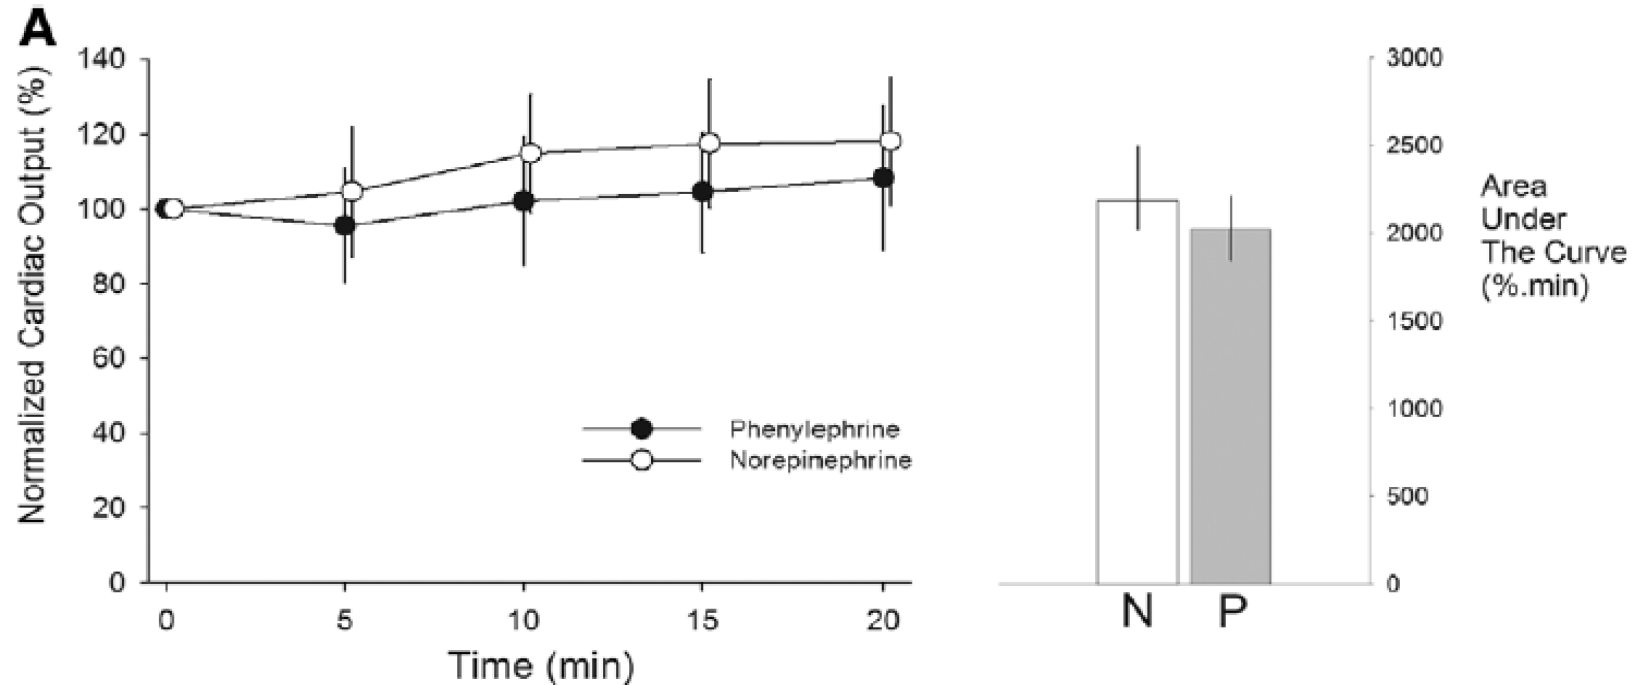 A
Normalized Cardiac Output (%)
140
120
100
80
60
40
20
0
0 5 10 15 20
Time (min)
Phenylephrine
Norepinephrine
3000
2500
2000
1500
1000
500
0
N P
Area
Under
The Curve
(%.min)